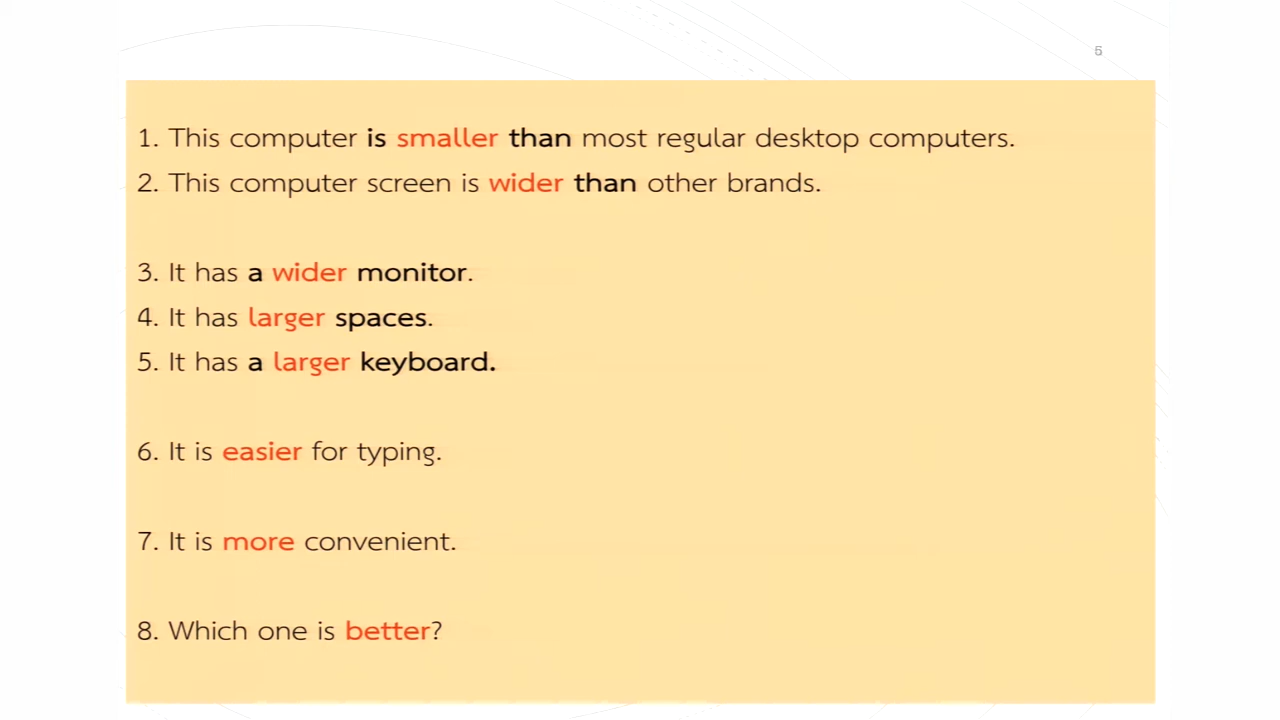 5
1. This computer is smaller than most regular desktop computers.
2. This computer screen is wider than other brands.
3. It has a wider monitor.
4. It has larger spaces.
5. It has a larger keyboard.
6. It is easier for typing.
7. It is more convenient.
8. Which one is better?